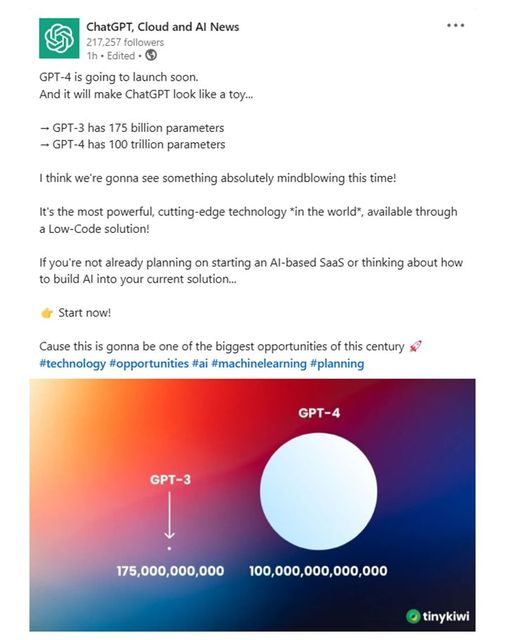 ChatGPT, Cloud and AI News
217,257 followers
1h • Edited •
GPT-4 is going to launch soon.
And it will make ChatGPT look like a toy...
→ GPT-3 has 175 billion parameters
→ GPT-4 has 100 trillion parameters
I think we're gonna see something absolutely mindblowing this time!
It's the most powerful, cutting-edge technology *in the world*, available through
a Low-Code solution!
If you're not already planning on starting an AI-based SaaS or thinking about how
to build AI into your current solution...
👉 Start now!
Cause this is gonna be one of the biggest opportunities of this century 🚀
#technology #opportunities #ai #machinelearning #planning
GPT-4
GPT-3
175,000,000,000
100,000,000,000,000
tinykiwi